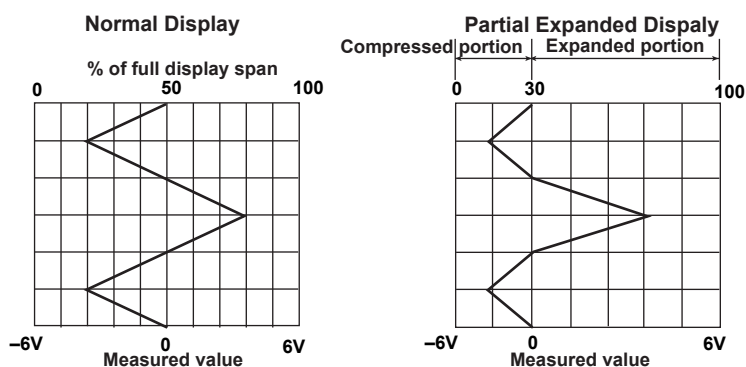 Normal Display
% of full display span
0 50 100
–6V 0 6V
Measured value
Partial Expanded Dispaly
Compressed portion Expanded portion
0 30 100
–6V 0 6V
Measured value